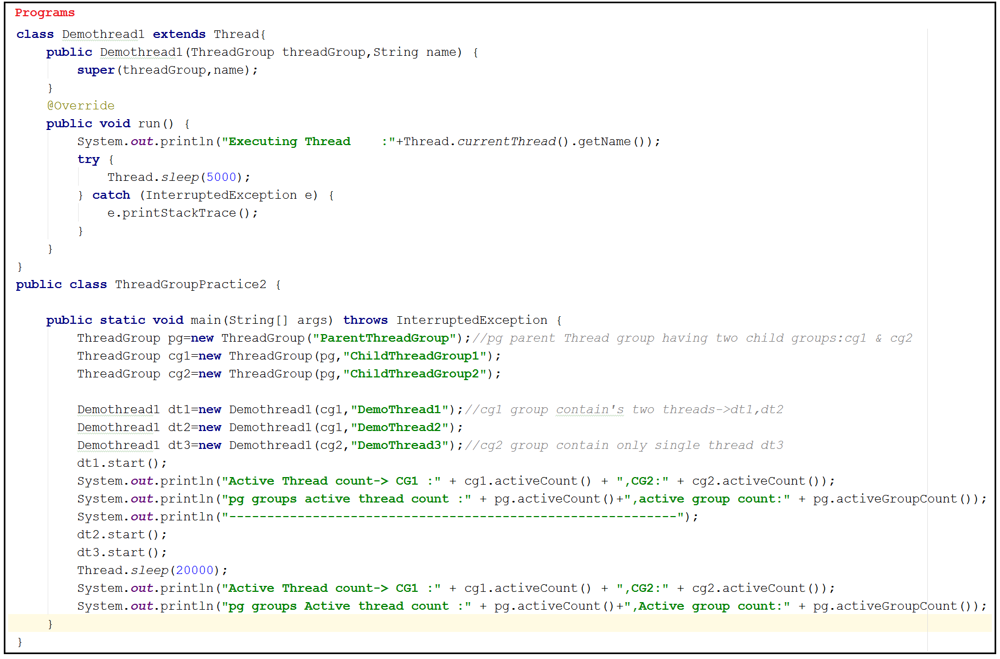 Programs
class Demothread1 extends Thread{
    public Demothread1(ThreadGroup threadGroup,String name) {
        super(threadGroup,name);
    }
    @Override
    public void run() {
        System.out.println("Executing Thread    :"+Thread.currentThread().getName());
        try {
            Thread.sleep(5000);
        } catch (InterruptedException e) {
            e.printStackTrace();
        }
    }
}
public class ThreadGroupPractice2 {

    public static void main(String[] args) throws InterruptedException {
        ThreadGroup pg=new ThreadGroup("ParentThreadGroup");//pg parent Thread group having two child groups:cg1 & cg2
        ThreadGroup cg1=new ThreadGroup(pg,"ChildThreadGroup1");
        ThreadGroup cg2=new ThreadGroup(pg,"ChildThreadGroup2");

        Demothread1 dt1=new Demothread1(cg1,"DemoThread1");//cg1 group contain's two threads->dt1,dt2
        Demothread1 dt2=new Demothread1(cg1,"DemoThread2");
        Demothread1 dt3=new Demothread1(cg2,"DemoThread3");//cg2 group contain only single thread dt3
        dt1.start();
        System.out.println("Active Thread count-> CG1 :" + cg1.activeCount() + ",CG2:" + cg2.activeCount());
        System.out.println("pg groups active thread count :" + pg.activeCount()+",active group count:" + pg.activeGroupCount());
        System.out.println("-----------------------------------------------------------");
        dt2.start();
        dt3.start();
        Thread.sleep(20000);
        System.out.println("Active Thread count-> CG1 :" + cg1.activeCount() + ",CG2:" + cg2.activeCount());
        System.out.println("pg groups Active thread count :" + pg.activeCount()+",Active group count:" + pg.activeGroupCount());
    }
}